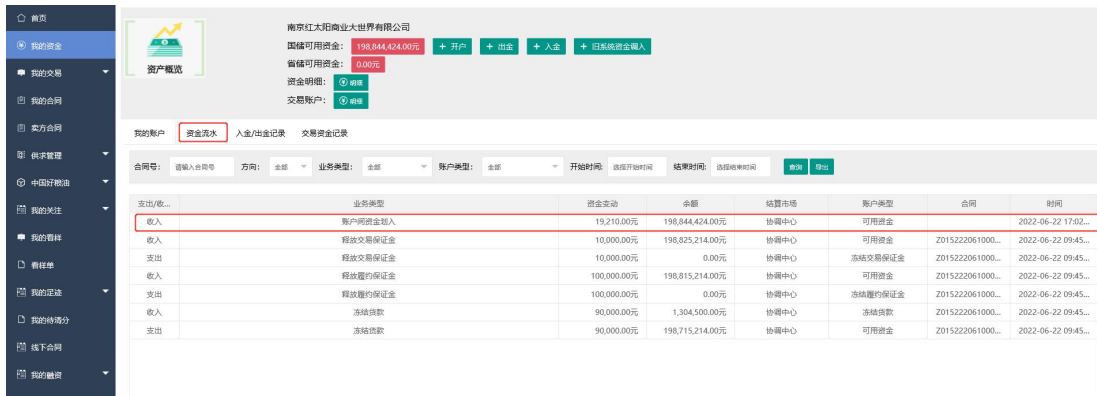 首页
我的资金
我的交易
我的合同
卖方合同
供求管理
中国好粮油
我的关注
我的看样
看样单
我的足迹
我的待清分
线下合同
我的融资
资产概览
南京红太阳商业大世界有限公司
国储可用资金： 198,844,424.00元 + 开户 + 出金 + 入金 + 旧系统资金调入
省储可用资金： 0.00元
资金明细： 明细
交易账户： 明细
我的账户 资金流水 入金/出金记录 交易资金记录
合同号： 请输入合同号 方向： 全部 业务类型： 全部 账户类型： 全部 开始时间： 选择开始时间 结束时间： 选择结束时间 查询 导出
支出/收... 业务类型 资金变动 余额 结算市场 账户类型 合同 时间
收入 账户间资金划入 19,210.00元 198,844,424.00元 协调中心 可用资金 2022-06-22 17:02...
收入 释放交易保证金 10,000.00元 198,825,214.00元 协调中心 可用资金 Z015222061000... 2022-06-22 09:45...
支出 释放交易保证金 10,000.00元 0.00元 协调中心 冻结交易保证金 Z015222061000... 2022-06-22 09:45...
收入 释放履约保证金 100,000.00元 198,815,214.00元 协调中心 可用资金 Z015222061000... 2022-06-22 09:45...
支出 释放履约保证金 100,000.00元 0.00元 协调中心 冻结履约保证金 Z015222061000... 2022-06-22 09:45...
收入 冻结货款 90,000.00元 1,304,500.00元 协调中心 冻结货款 Z015222061000... 2022-06-22 09:45...
支出 冻结货款 90,000.00元 198,715,214.00元 协调中心 可用资金 Z015222061000... 2022-06-22 09:45...